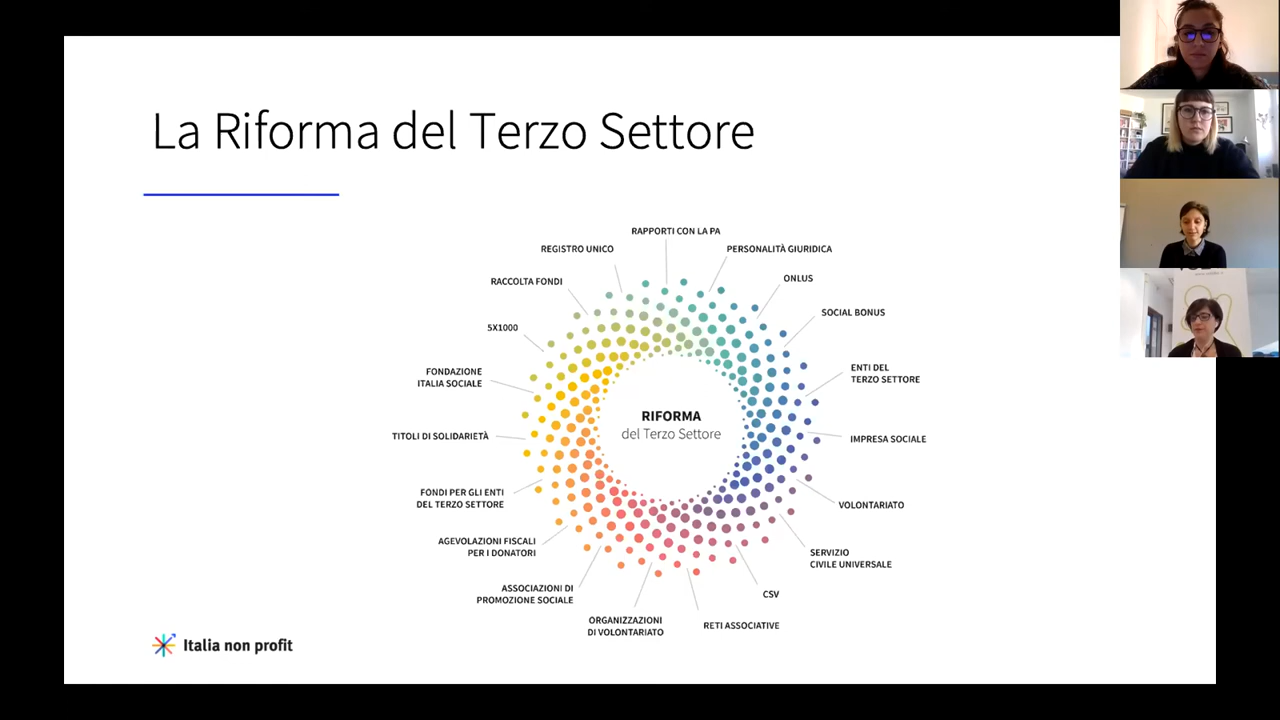 La Riforma del Terzo Settore
RAPPORTI CON LA PA
REGISTRO UNICO
PERSONALITÀ GIURIDICA
RACCOLTA FONDI
ONLUS
5X1000
SOCIAL BONUS
FONDAZIONE
ITALIA SOCIALE
ENTI DEL
TERZO SETTORE
RIFORMA
del Terzo Settore
TITOLI DI SOLIDARIETÀ
IMPRESA SOCIALE
FONDI PER GLI ENTI
DEL TERZO SETTORE
VOLONTARIATO
AGEVOLAZIONI FISCALI
PER I DONATORI
SERVIZIO
CIVILE UNIVERSALE
ASSOCIAZIONI DI
PROMOZIONE SOCIALE
CSV
ORGANIZZAZIONI
DI VOLONTARIATO
RETI ASSOCIATIVE
Italia non profit